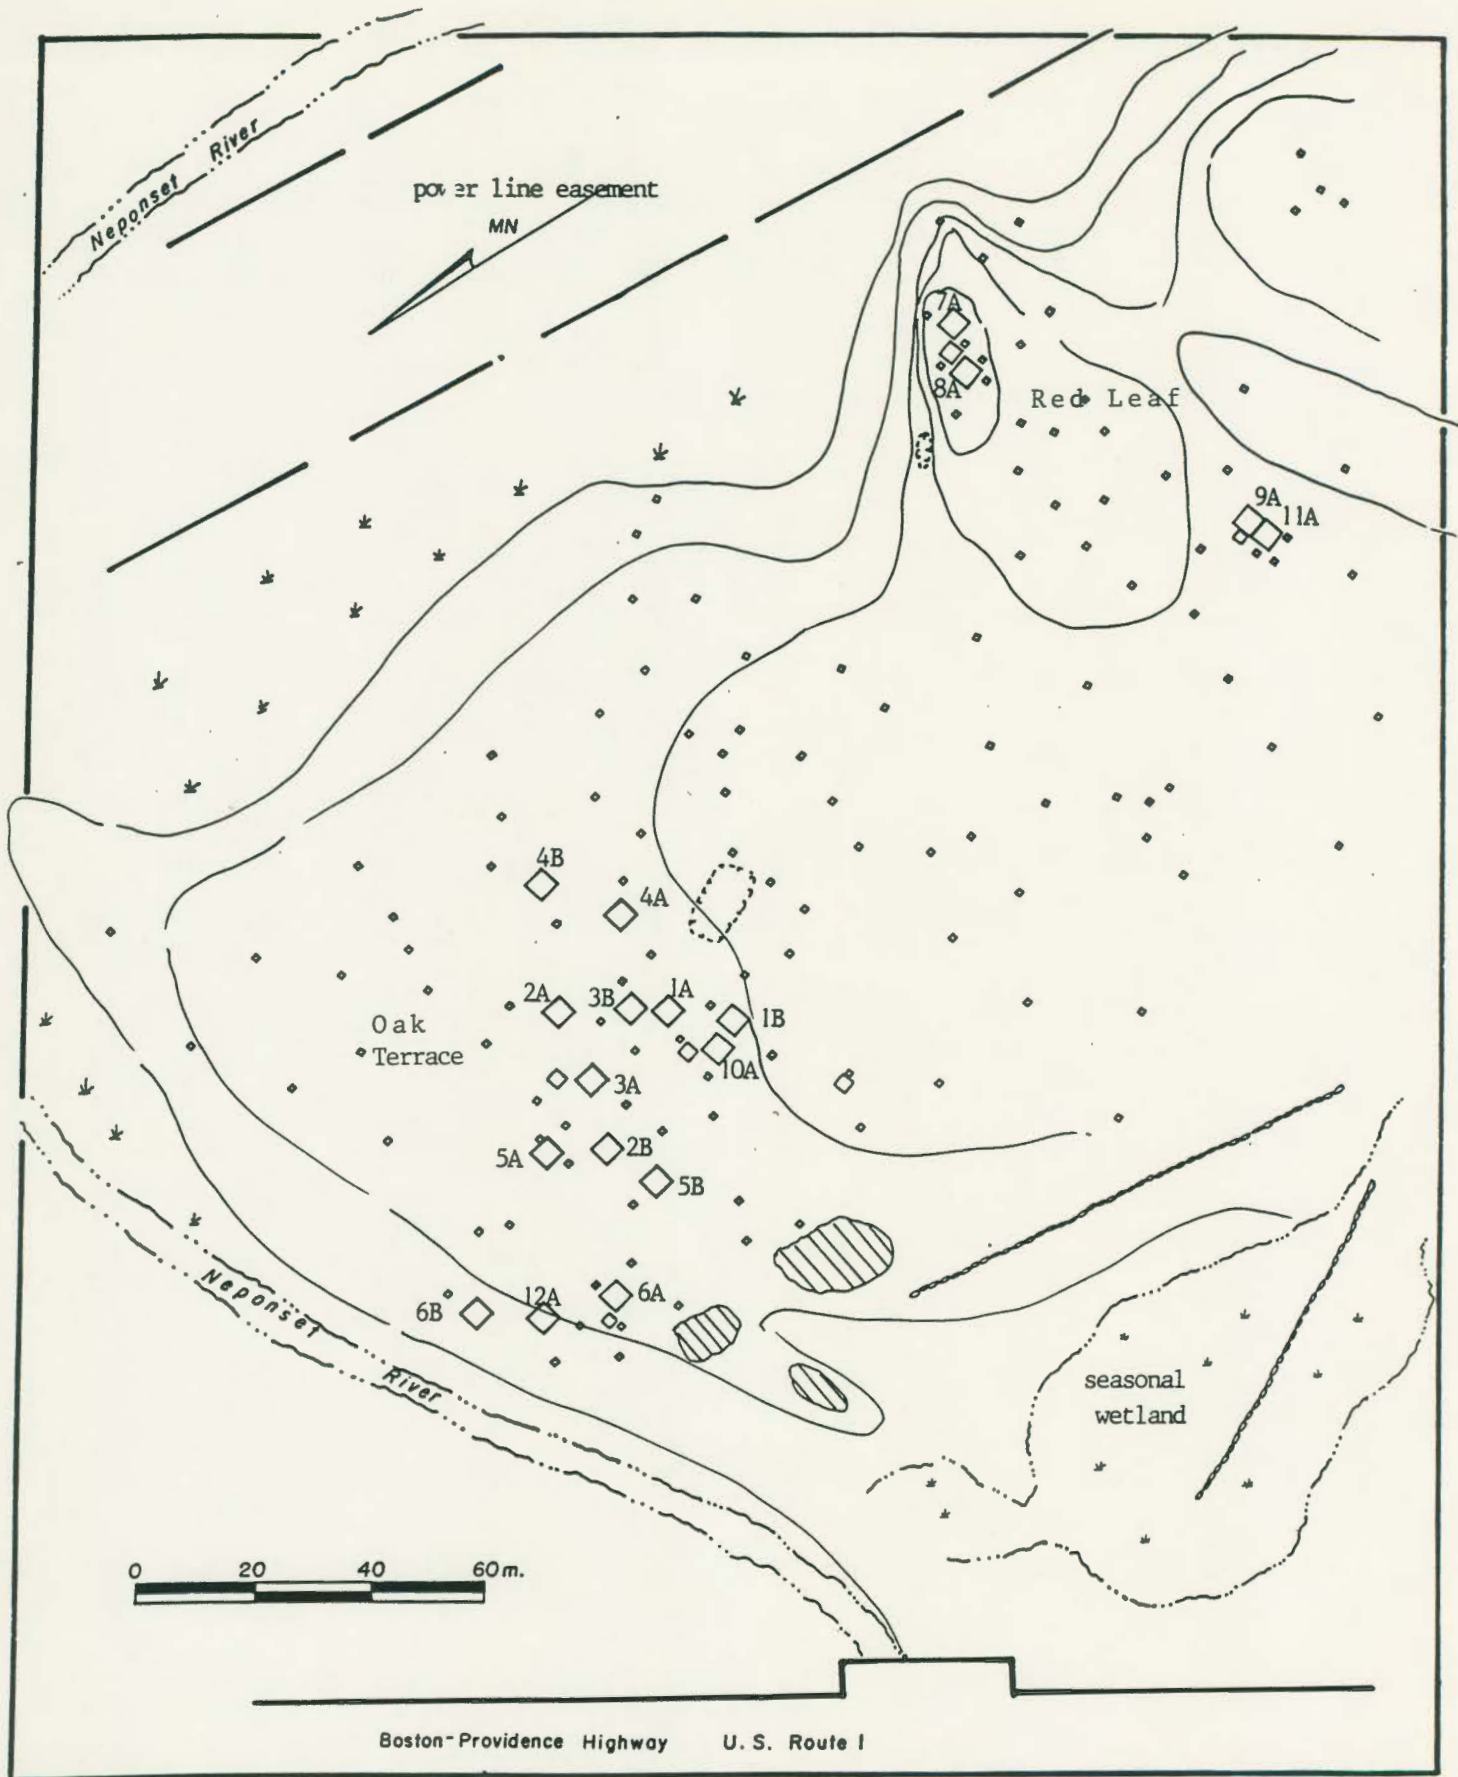 Neponset River
power line easement
MN
7A
8A
Red Leaf
9A
11A
4B
4A
2A
3B
1A
1B
Oak
Terrace
10A
3A
5A
2B
5B
6B
12A
6A
Neponset River
seasonal
wetland
0 20 40 60m.
Boston-Providence Highway U. S. Route 1